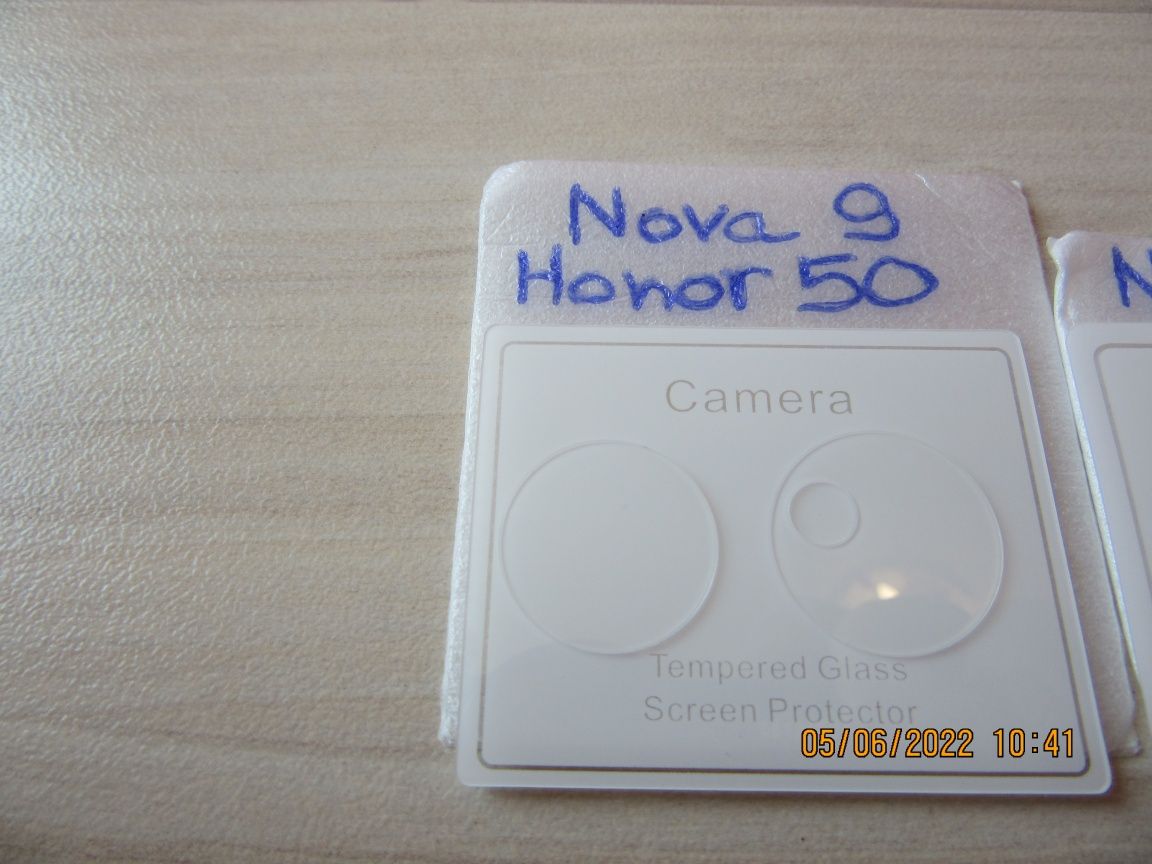 Nova 9
Honor 50
N
Camera
Tempered Glass
Screen Protector
05/06/2022 10:41